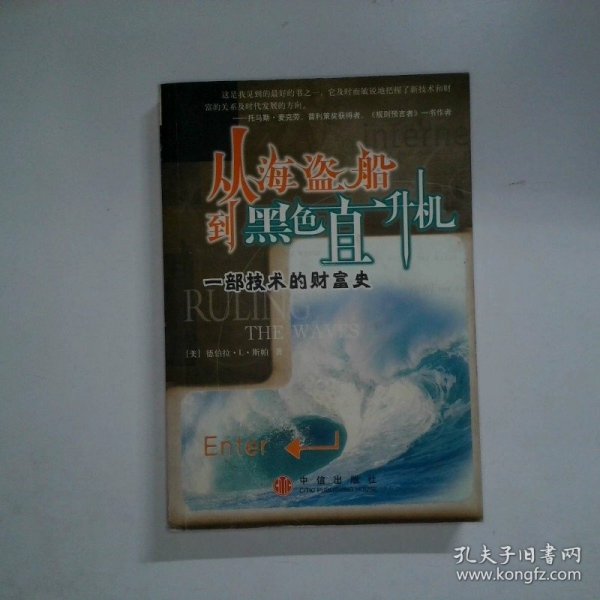 这是我见到的最好的书之一，它及时而敏锐地把握了新技术和财
富的关系及时代发展的方向。
——托马斯·麦克劳，普利策奖获得者，《规则预言者》一书作者
interne
从海盗船
到黑色直升机
一部技术的财富史
RULING
THE WAVES
[美] 德伯拉·L·斯帕 著
Enter
中信出版社
CITIC PUBLISHING HOUSE
孔夫子旧书网
www.kongfz.com